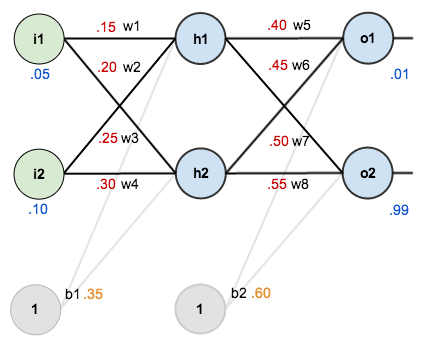 .15 w1
.40 w5
i1
h1
o1
.20 w2
.45 w6
.05
.01
.25 w3
.50 w7
i2
h2
o2
.30 w4
.55 w8
.10
.99
b1 .35
b2 .60
1
1